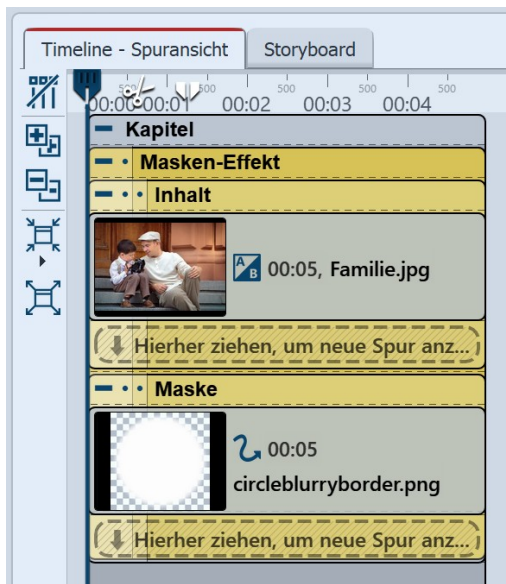 Timeline - Spuransicht Storyboard
500 500 500 500 500
00:00 00:01 00:02 00:03 00:04
Kapitel
Masken-Effekt
Inhalt
A B 00:05, Familie.jpg
Hierher ziehen, um neue Spur anz...
Maske
00:05
circleblurryborder.png
Hierher ziehen, um neue Spur anz...